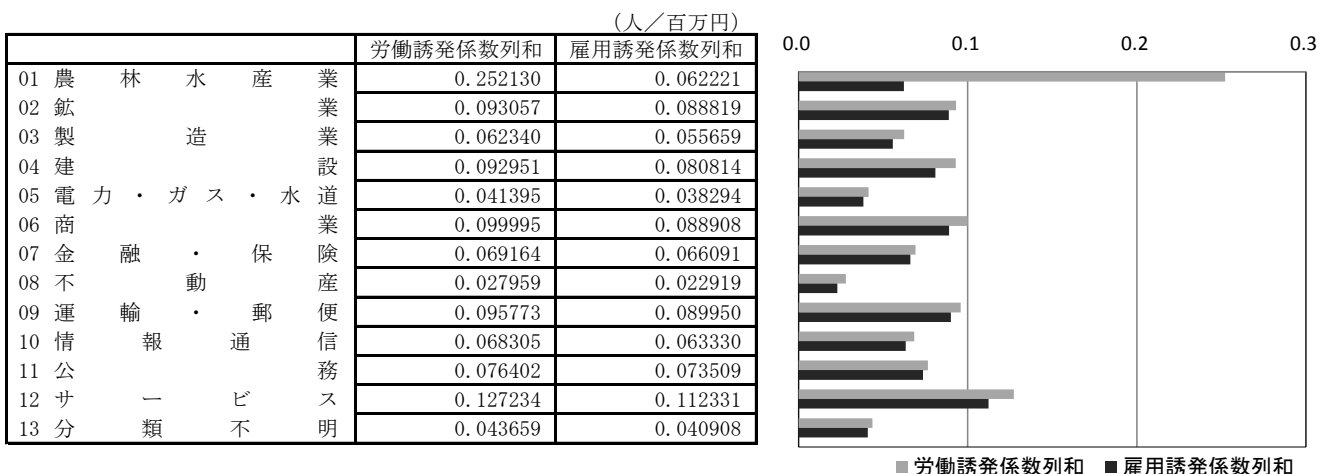 (人／百万円)
労働誘発係数列和 雇用誘発係数列和
01 農林水産業 0.252130 0.062221
02 鉱業 0.093057 0.088819
03 製造業 0.062340 0.055659
04 建設 0.092951 0.080814
05 電力・ガス・水道 0.041395 0.038294
06 商業 0.099995 0.088908
07 金融・保険 0.069164 0.066091
08 不動産 0.027959 0.022919
09 運輸・郵便 0.095773 0.089950
10 情報通信 0.068305 0.063330
11 公務 0.076402 0.073509
12 サービス 0.127234 0.112331
13 分類不明 0.043659 0.040908
0.0 0.1 0.2 0.3
労働誘発係数列和 雇用誘発係数列和